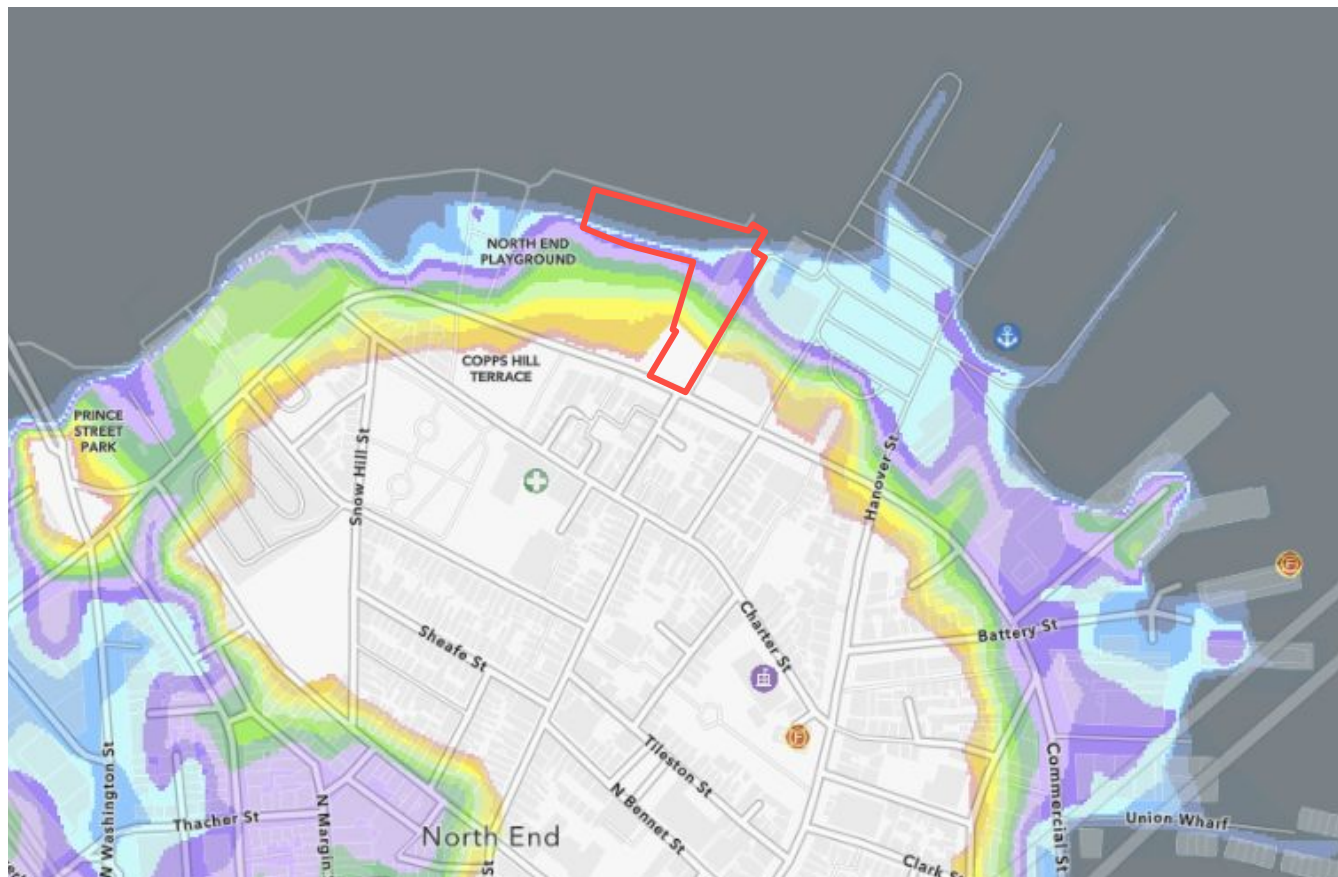 NORTH END
PLAYGROUND
COPPS HILL
TERRACE
PRINCE
STREET
PARK
Snow Hill St
Hanover St
Charter St
Battery St
Sheafe St
Tileston St
N Bennet St
N Washington St
Thacher St
N Margin
North End
St
Commercial St
Union Wharf
Clark S